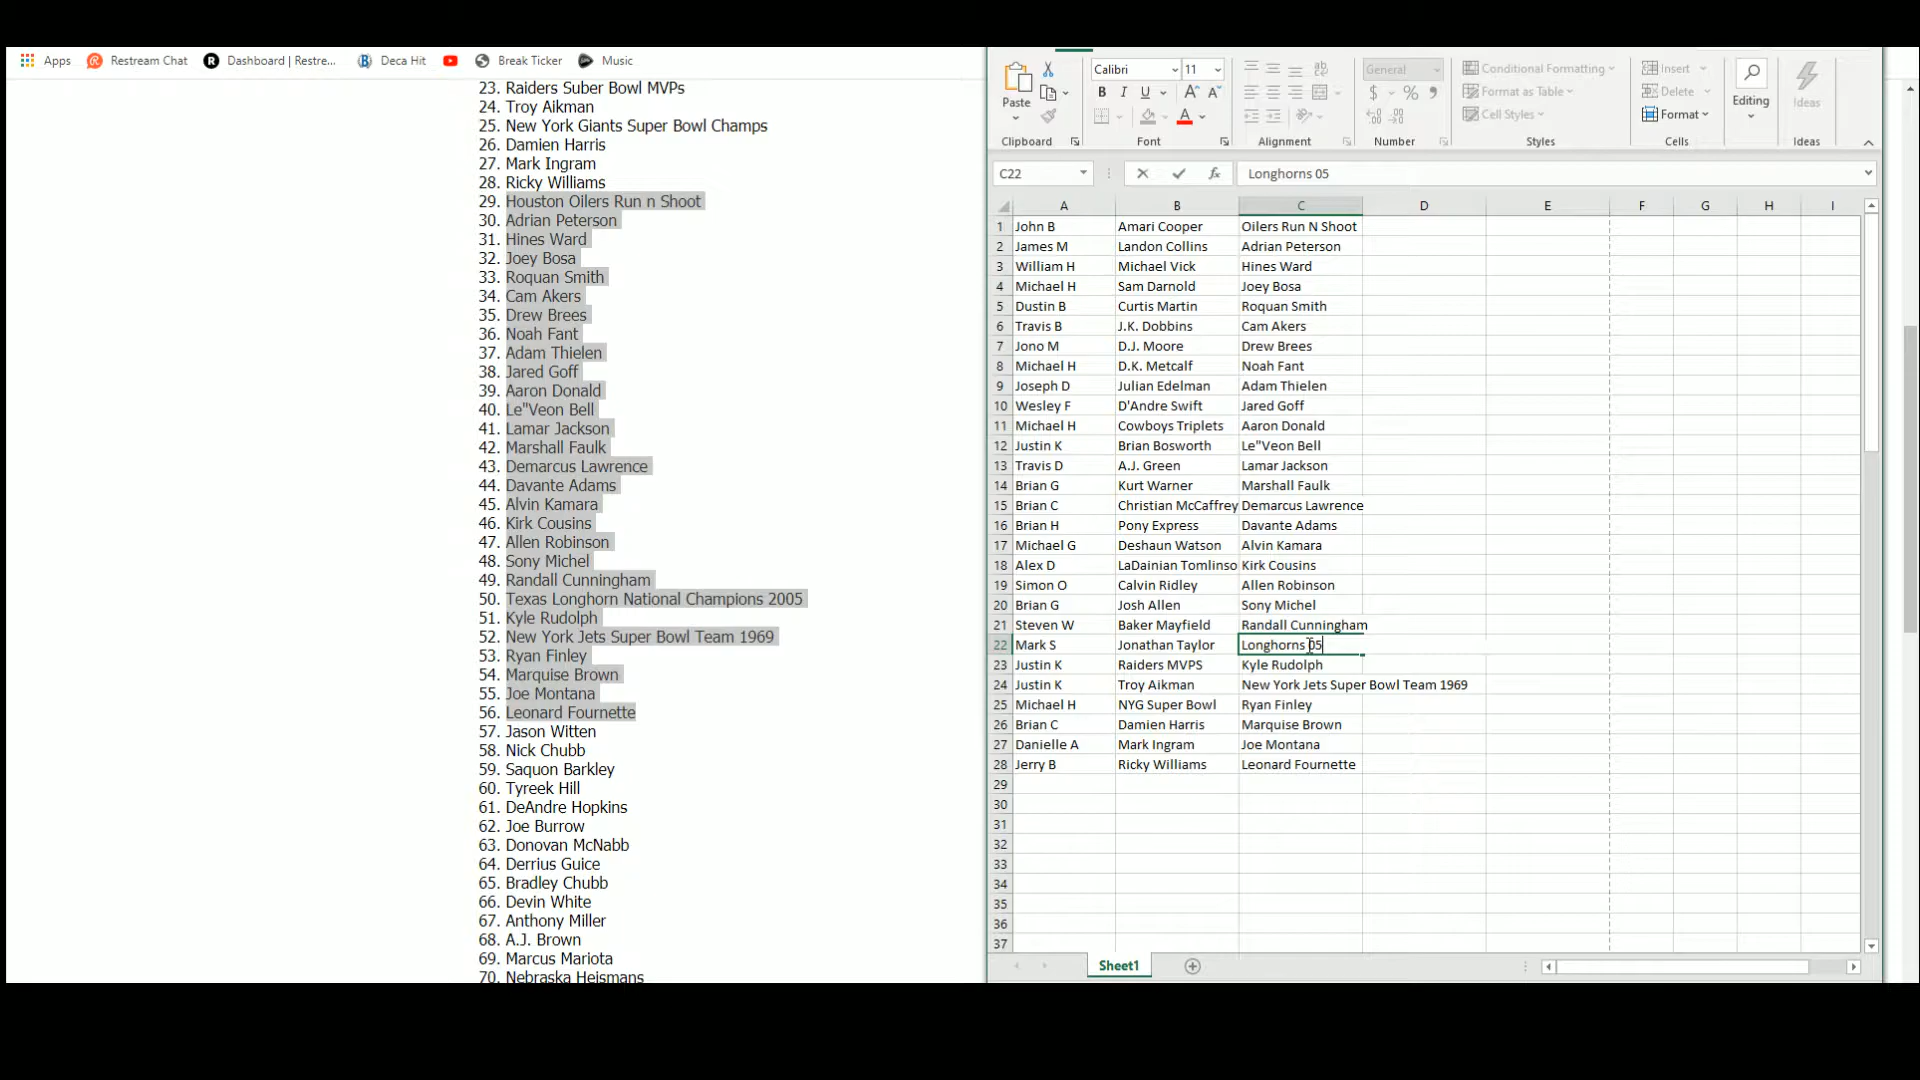 Apps Restream Chat Dashboard | Restre... Deca Hit Break Ticker Music
23. Raiders Suber Bowl MVPs
24. Troy Aikman
25. New York Giants Super Bowl Champs
26. Damien Harris
27. Mark Ingram
28. Ricky Williams
29. Houston Oilers Run n Shoot
30. Adrian Peterson
31. Hines Ward
32. Joey Bosa
33. Roquan Smith
34. Cam Akers
35. Drew Brees
36. Noah Fant
37. Adam Thielen
38. Jared Goff
39. Aaron Donald
40. Le"Veon Bell
41. Lamar Jackson
42. Marshall Faulk
43. Demarcus Lawrence
44. Davante Adams
45. Alvin Kamara
46. Kirk Cousins
47. Allen Robinson
48. Sony Michel
49. Randall Cunningham
50. Texas Longhorn National Champions 2005
51. Kyle Rudolph
52. New York Jets Super Bowl Team 1969
53. Ryan Finley
54. Marquise Brown
55. Joe Montana
56. Leonard Fournette
57. Jason Witten
58. Nick Chubb
59. Saquon Barkley
60. Tyreek Hill
61. DeAndre Hopkins
62. Joe Burrow
63. Donovan McNabb
64. Derrius Guice
65. Bradley Chubb
66. Devin White
67. Anthony Miller
68. A.J. Brown
69. Marcus Mariota
70. Nebraska Heismans
Calibri 11 General Conditional Formatting Insert
B I U $ % Format as Table Delete
Paste Cell Styles Format Editing Ideas
Clipboard Font Alignment Number Styles Cells Ideas
C22 fx Longhorns 05
A B C D E F G H I
1 John B Amari Cooper Oilers Run N Shoot
2 James M Landon Collins Adrian Peterson
3 William H Michael Vick Hines Ward
4 Michael H Sam Darnold Joey Bosa
5 Dustin B Curtis Martin Roquan Smith
6 Travis B J.K. Dobbins Cam Akers
7 Jono M D.J. Moore Drew Brees
8 Michael H D.K. Metcalf Noah Fant
9 Joseph D Julian Edelman Adam Thielen
10 Wesley F D'Andre Swift Jared Goff
11 Michael H Cowboys Triplets Aaron Donald
12 Justin K Brian Bosworth Le"Veon Bell
13 Travis D A.J. Green Lamar Jackson
14 Brian G Kurt Warner Marshall Faulk
15 Brian C Christian McCaffrey Demarcus Lawrence
16 Brian H Pony Express Davante Adams
17 Michael G Deshaun Watson Alvin Kamara
18 Alex D LaDainian Tomlinso Kirk Cousins
19 Simon O Calvin Ridley Allen Robinson
20 Brian G Josh Allen Sony Michel
21 Steven W Baker Mayfield Randall Cunningham
22 Mark S Jonathan Taylor Longhorns 05
23 Justin K Raiders MVPS Kyle Rudolph
24 Justin K Troy Aikman New York Jets Super Bowl Team 1969
25 Michael H NYG Super Bowl Ryan Finley
26 Brian C Damien Harris Marquise Brown
27 Danielle A Mark Ingram Joe Montana
28 Jerry B Ricky Williams Leonard Fournette
29
30
31
32
33
34
35
36
37
Sheet1